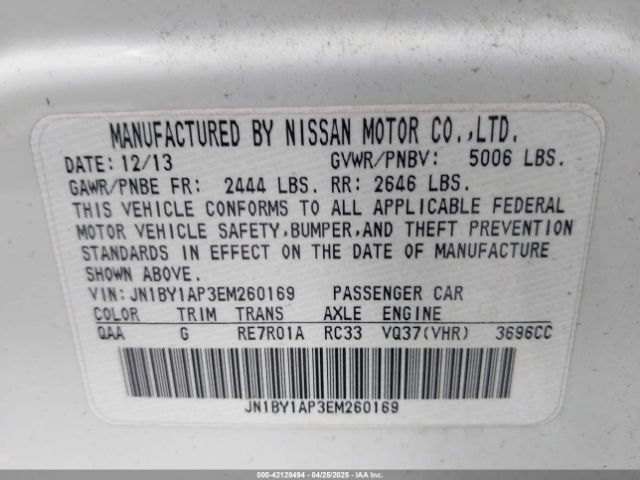 MANUFACTURED BY NISSAN MOTOR CO.,LTD.
DATE: 12/13 GVWR/PNBV: 5006 LBS.
GAWR/PNBE FR: 2444 LBS. RR: 2646 LBS.
THIS VEHICLE CONFORMS TO ALL APPLICABLE FEDERAL
MOTOR VEHICLE SAFETY,BUMPER,AND THEFT PREVENTION
STANDARDS IN EFFECT ON THE DATE OF MANUFACTURE
SHOWN ABOVE.
VIN:JN1BY1AP3EM260169 PASSENGER CAR
COLOR TRIM TRANS AXLE ENGINE
QAA G RE7R01A RC33 VQ37(VHR) 3696CC
JN1BY1AP3EM260169
000-42128494 - 04/25/2025 - IAAI.COM